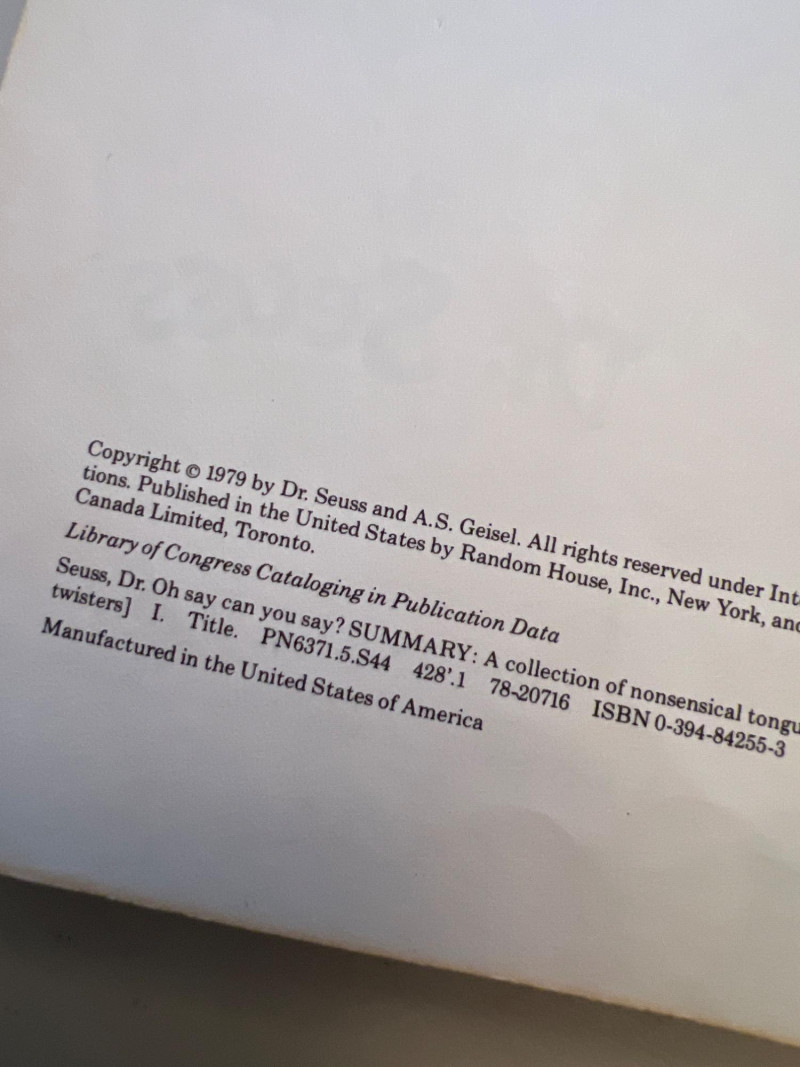 Copyright © 1979 by Dr. Seuss and A.S. Geisel. All rights reserved under Int
tions. Published in the United States by Random House, Inc., New York, and
Canada Limited, Toronto.
Library of Congress Cataloging in Publication Data
Seuss, Dr. Oh say can you say? SUMMARY: A collection of nonsensical tongu
twisters] I. Title. PN6371.5.S44 428'.1 78-20716 ISBN 0-394-84255-3
Manufactured in the United States of America